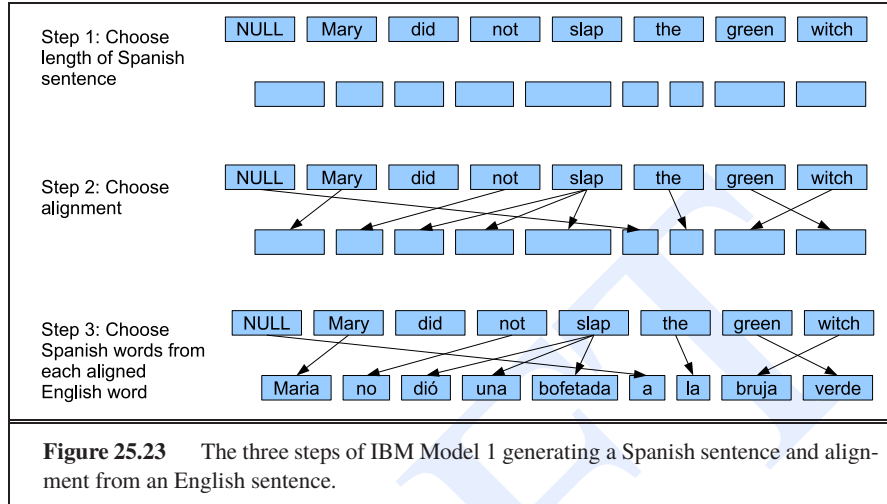 Step 1: Choose
length of Spanish
sentence
NULL Mary did not slap the green witch
Step 2: Choose
alignment
NULL Mary did not slap the green witch
Step 3: Choose
Spanish words from
each aligned
English word
NULL Mary did not slap the green witch
Maria no dió una bofetada a la bruja verde
Figure 25.23 The three steps of IBM Model 1 generating a Spanish sentence and align-
ment from an English sentence.